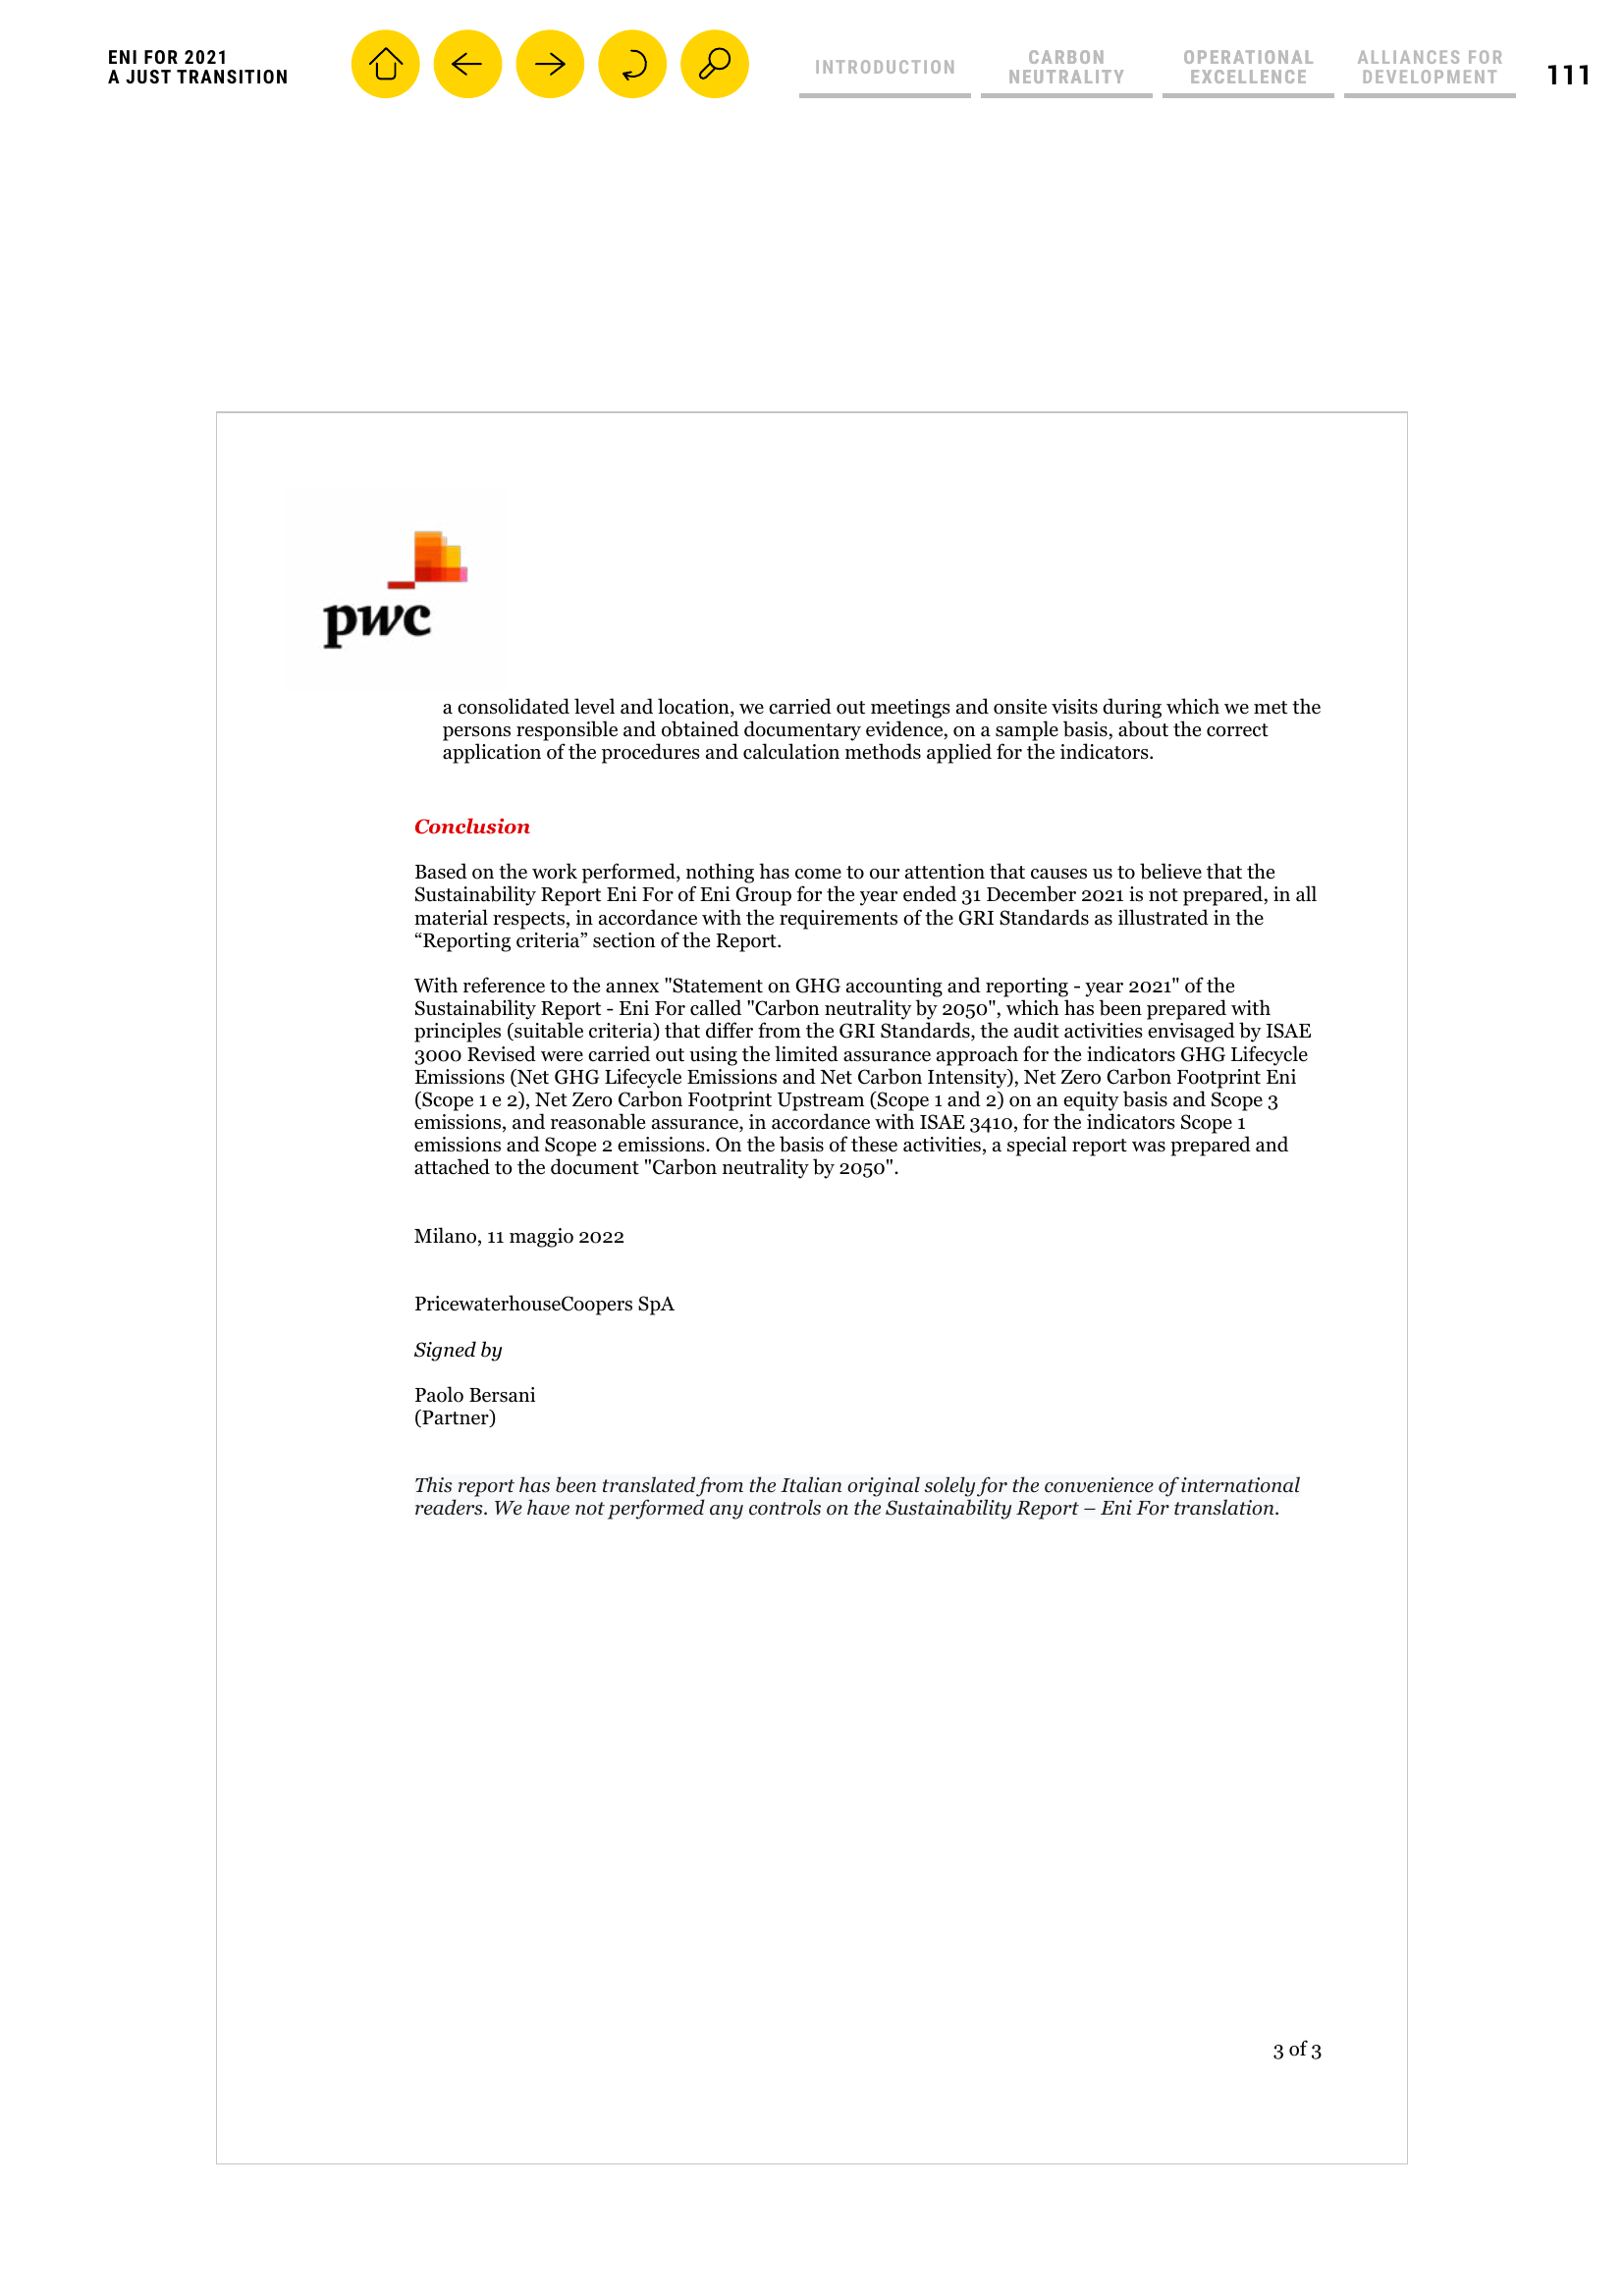 ENI FOR 2021
A JUST TRANSITION
INTRODUCTION
CARBON
NEUTRALITY
OPERATIONAL
EXCELLENCE
ALLIANCES FOR
DEVELOPMENT
111
pwc
a consolidated level and location, we carried out meetings and onsite visits during which we met the
persons responsible and obtained documentary evidence, on a sample basis, about the correct
application of the procedures and calculation methods applied for the indicators.
Conclusion
Based on the work performed, nothing has come to our attention that causes us to believe that the
Sustainability Report Eni For of Eni Group for the year ended 31 December 2021 is not prepared, in all
material respects, in accordance with the requirements of the GRI Standards as illustrated in the
“Reporting criteria” section of the Report.
With reference to the annex "Statement on GHG accounting and reporting - year 2021" of the
Sustainability Report - Eni For called "Carbon neutrality by 2050", which has been prepared with
principles (suitable criteria) that differ from the GRI Standards, the audit activities envisaged by ISAE
3000 Revised were carried out using the limited assurance approach for the indicators GHG Lifecycle
Emissions (Net GHG Lifecycle Emissions and Net Carbon Intensity), Net Zero Carbon Footprint Eni
(Scope 1 e 2), Net Zero Carbon Footprint Upstream (Scope 1 and 2) on an equity basis and Scope 3
emissions, and reasonable assurance, in accordance with ISAE 3410, for the indicators Scope 1
emissions and Scope 2 emissions. On the basis of these activities, a special report was prepared and
attached to the document "Carbon neutrality by 2050".
Milano, 11 maggio 2022
PricewaterhouseCoopers SpA
Signed by
Paolo Bersani
(Partner)
This report has been translated from the Italian original solely for the convenience of international
readers. We have not performed any controls on the Sustainability Report – Eni For translation.
3 of 3